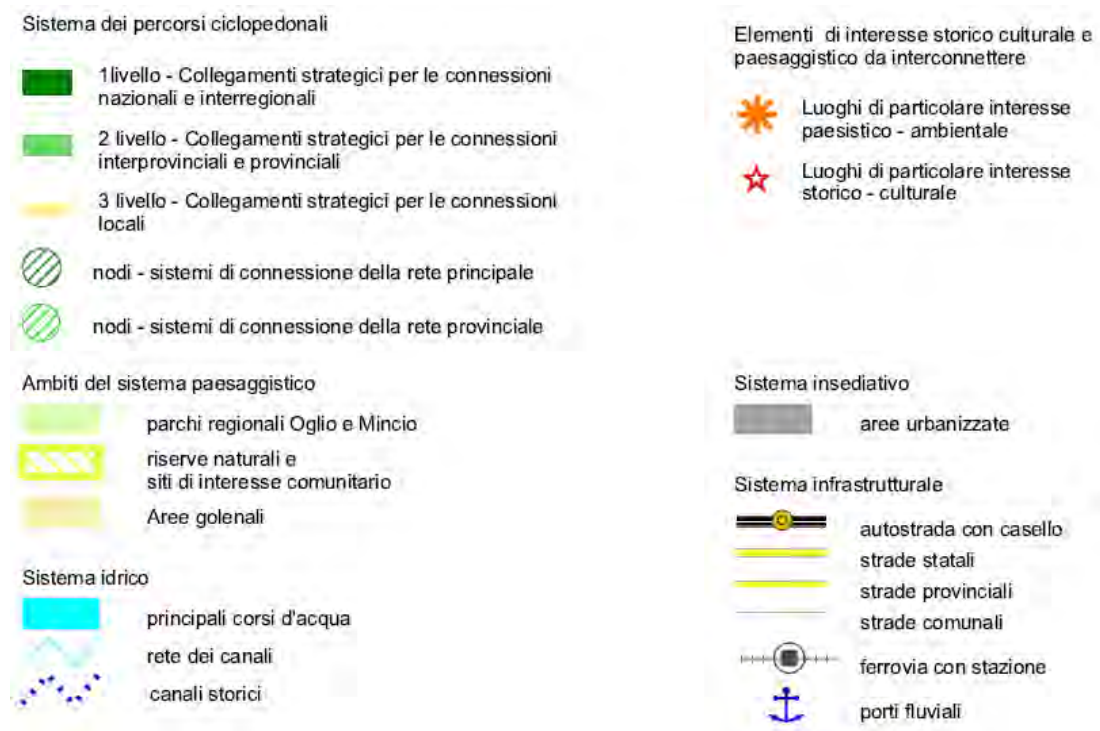 Sistema dei percorsi ciclopedonali
1livello - Collegamenti strategici per le connessioni
nazionali e interregionali
2 livello - Collegamenti strategici per le connessioni
interprovinciali e provinciali
3 livello - Collegamenti strategici per le connessioni
locali
nodi - sistemi di connessione della rete principale
nodi - sistemi di connessione della rete provinciale
Elementi di interesse storico culturale e
paesaggistico da interconnettere
Luoghi di particolare interesse
paesistico - ambientale
Luoghi di particolare interesse
storico - culturale
Ambiti del sistema paesaggistico
parchi regionali Oglio e Mincio
riserve naturali e
siti di interesse comunitario
Aree golenali
Sistema idrico
principali corsi d'acqua
rete dei canali
canali storici
Sistema insediativo
aree urbanizzate
Sistema infrastrutturale
autostrada con casello
strade statali
strade provinciali
strade comunali
ferrovia con stazione
porti fluviali